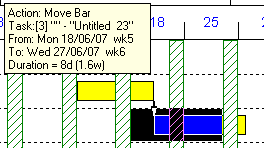 Action: Move Bar
Task:[3] "" - "Untitled  23"
From: Mon 18/06/07  wk5
To: Wed 27/06/07  wk6
Duration = 8d (1.6w)
18 25